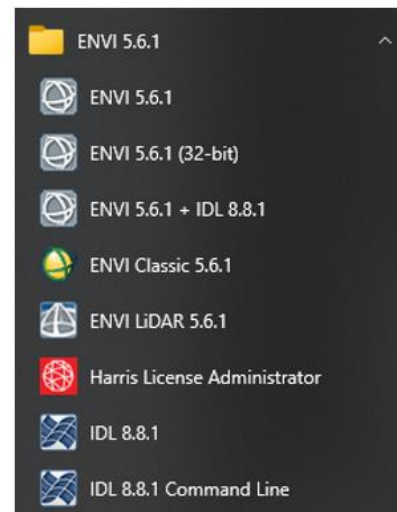 ENVI 5.6.1
ENVI 5.6.1
ENVI 5.6.1 (32-bit)
ENVI 5.6.1 + IDL 8.8.1
ENVI Classic 5.6.1
ENVI LiDAR 5.6.1
Harris License Administrator
IDL 8.8.1
IDL 8.8.1 Command Line